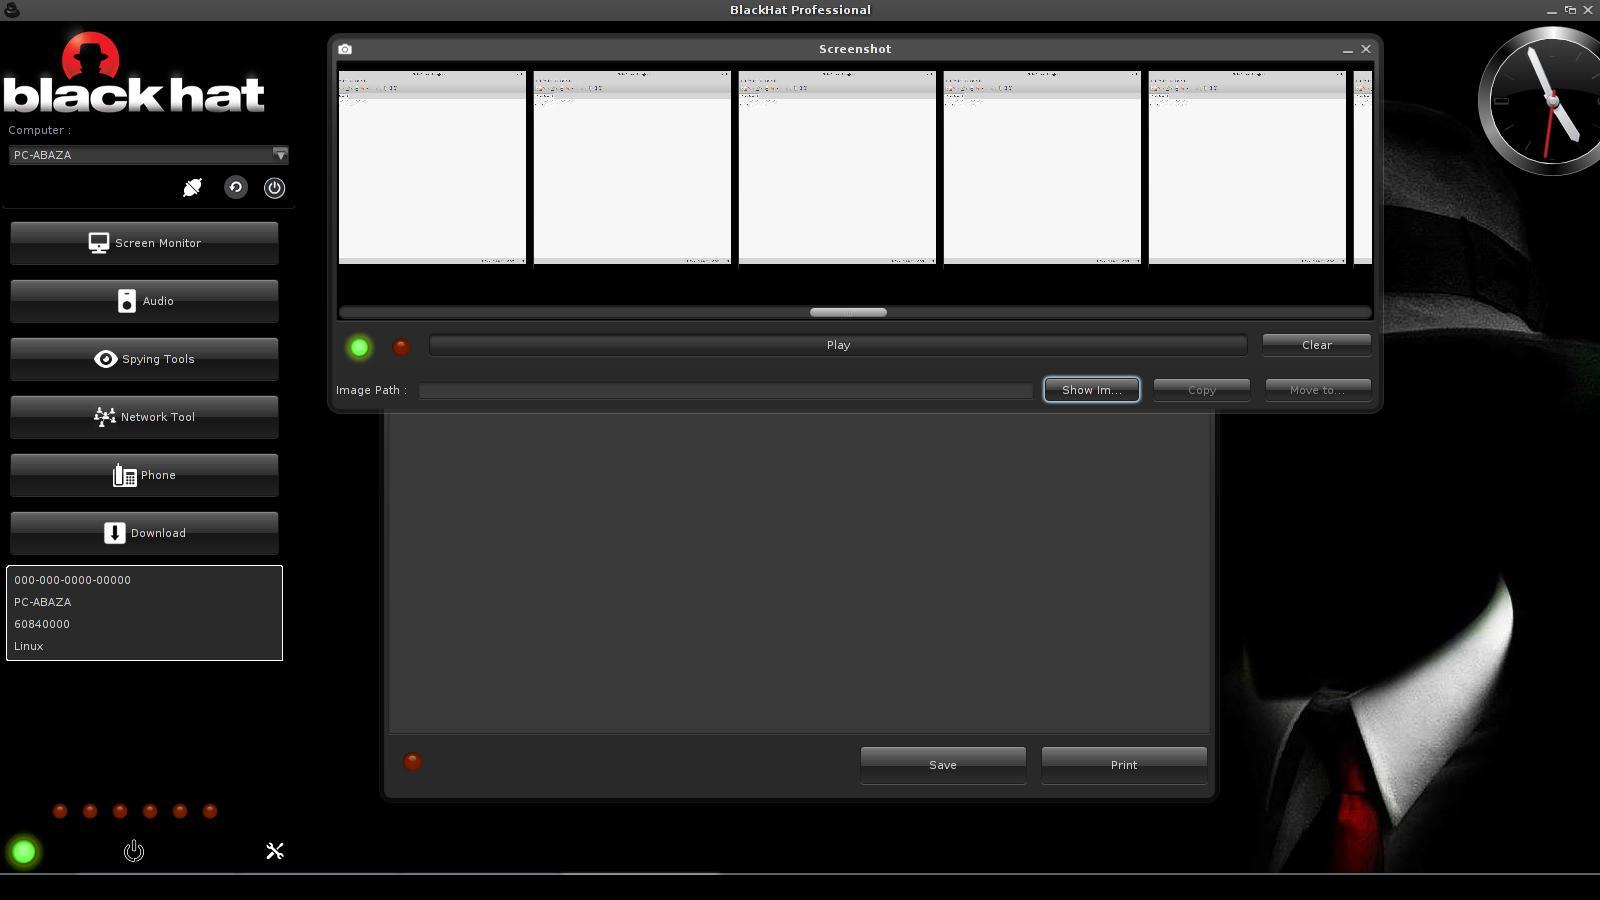 BlackHat Professional
black hat
Computer :
PC-ABAZA
Screen Monitor
Audio
Spying Tools
Network Tool
Phone
Download
000-000-0000-00000
PC-ABAZA
60840000
Linux
Screenshot
Play
Clear
Image Path :
Show Im...
Copy
Move to...
Save
Print